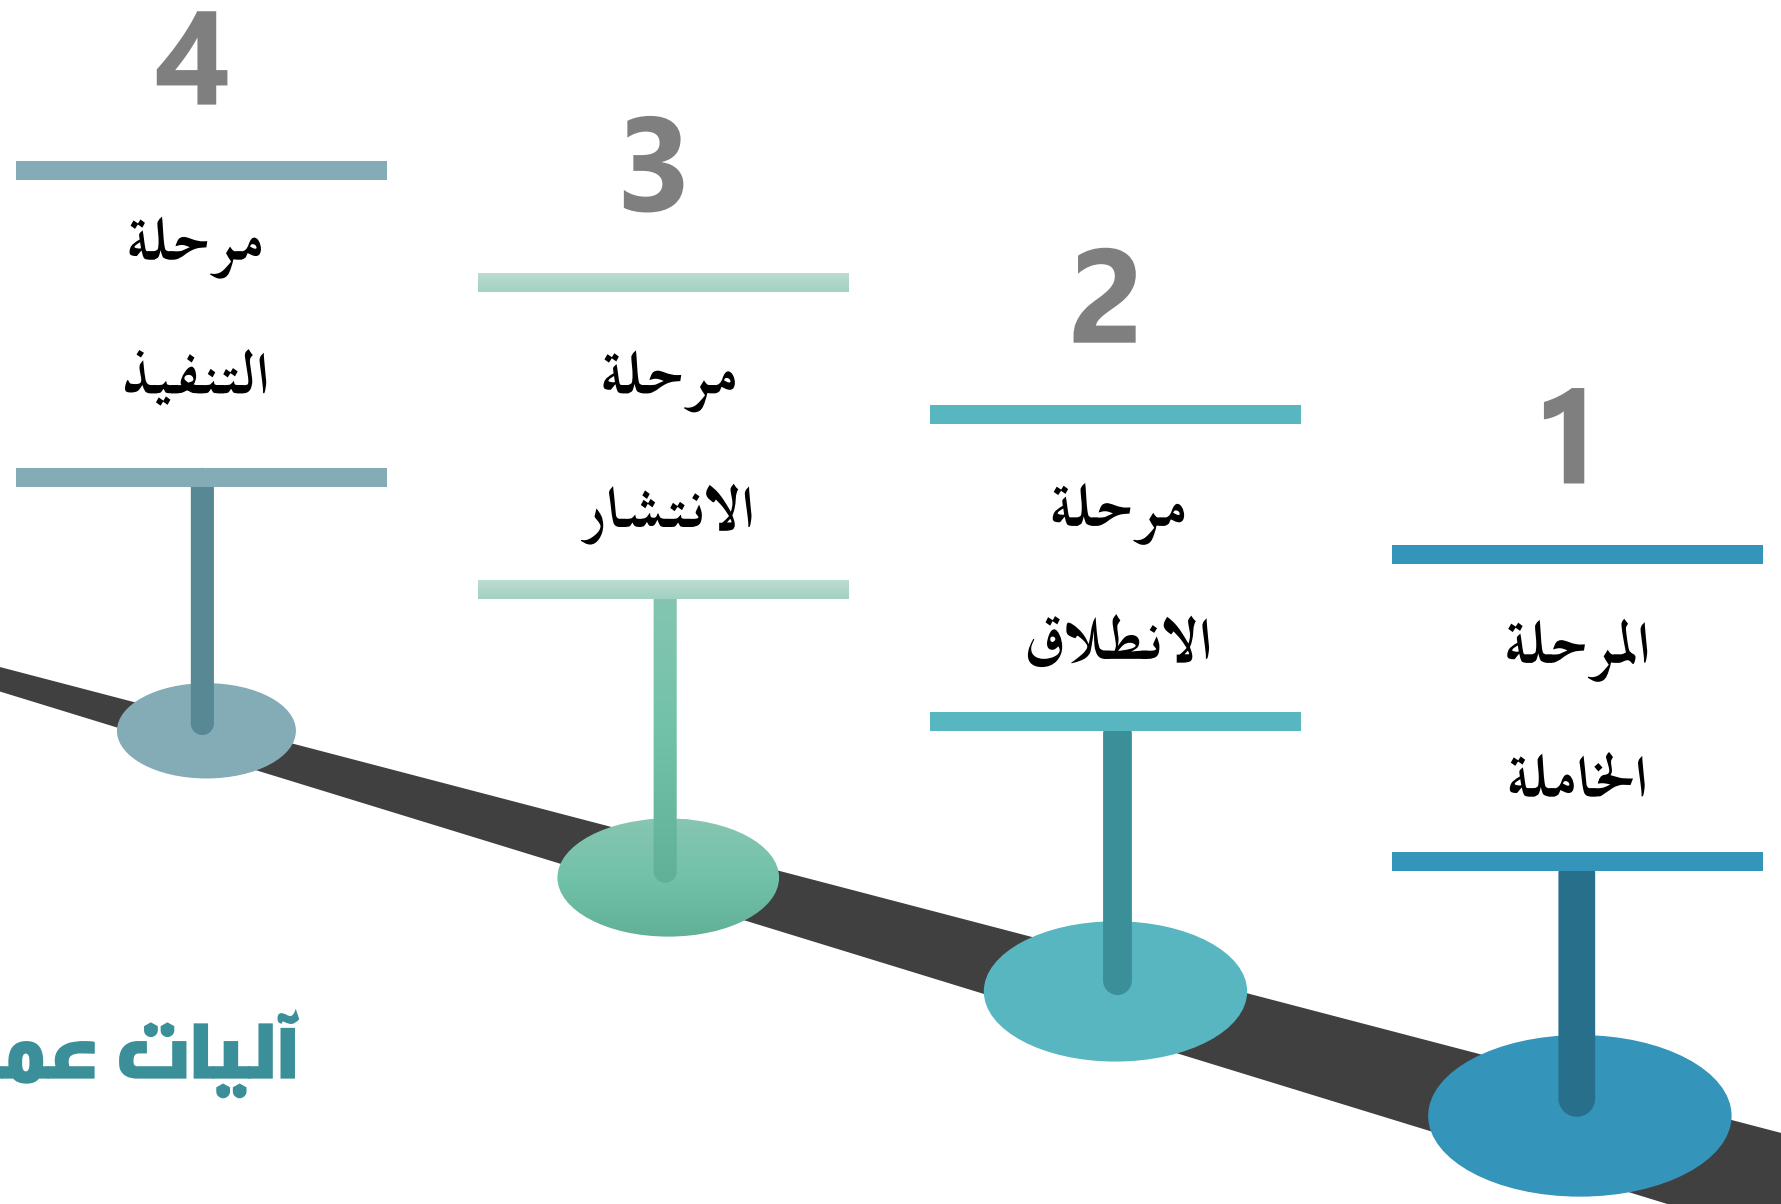 1
المرحلة
الخاملة
2
مرحلة
الانطلاق
3
مرحلة
الانتشار
4
مرحلة
التنفيذ
آليات